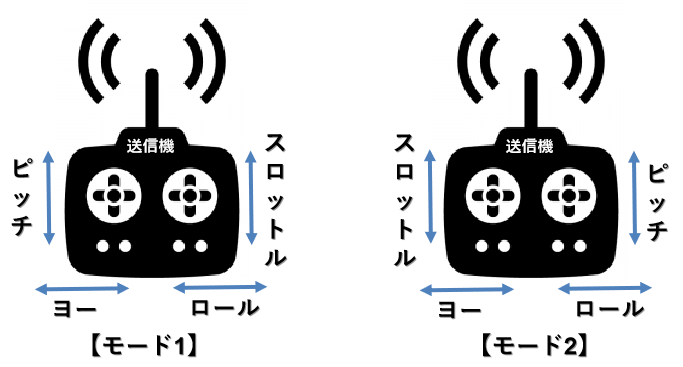 送信機
ピッチ
スロットル
ヨー
ロール
【モード1】
送信機
スロットル
ピッチ
ヨー
ロール
【モード2】